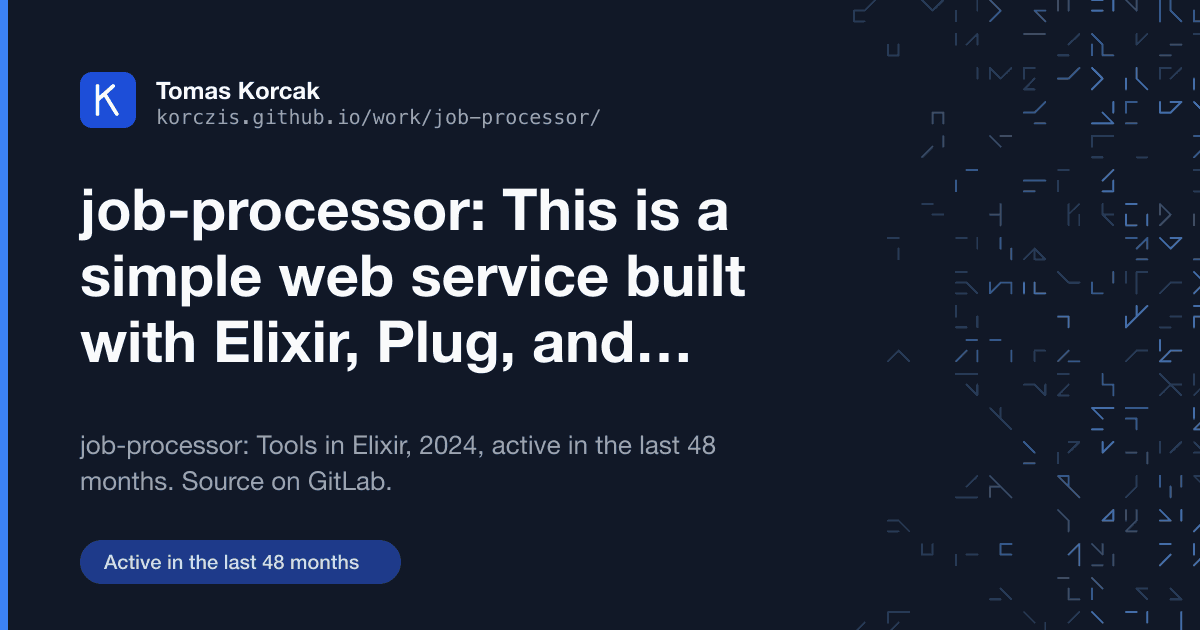 K
Tomas Korcak
korczis.github.io/work/job-processor/
job-processor: This is a
simple web service built
with Elixir, Plug, and...
job-processor: Tools in Elixir, 2024, active in the last 48
months. Source on GitLab.
Active in the last 48 months